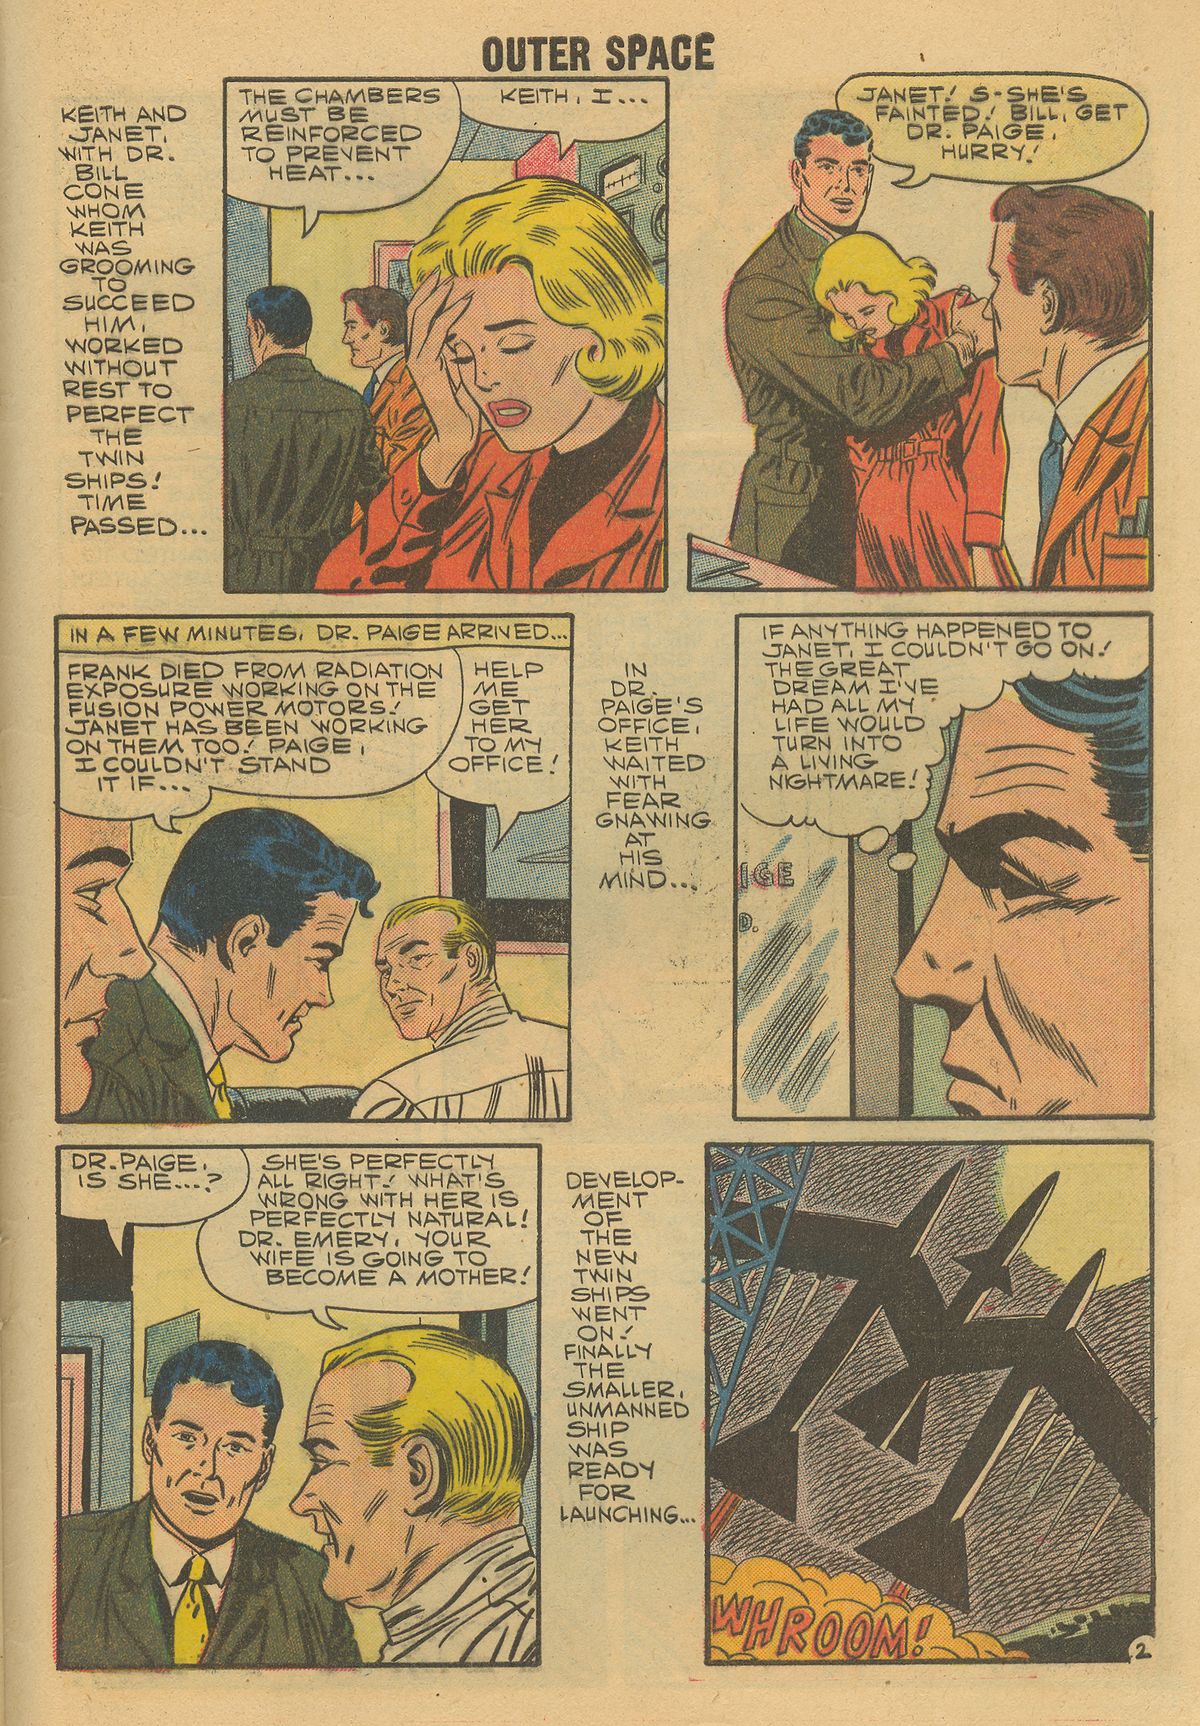 OUTER SPACE
KEITH AND
JANET,
WITH DR.
BILL
CONE
WHOM
KEITH
WAS
GROOMING
TO
SUCCEED
HIM,
WORKED
WITHOUT
REST TO
PERFECT
THE
TWIN
SHIPS!
TIME
PASSED...
THE CHAMBERS
MUST BE
REINFORCED
TO PREVENT
HEAT...
KEITH, I...
JANET! S-SHE'S
FAINTED! BILL, GET
DR. PAIGE,
HURRY!
IN A FEW MINUTES, DR. PAIGE ARRIVED...
FRANK DIED FROM RADIATION
EXPOSURE WORKING ON THE
FUSION POWER MOTORS!
JANET HAS BEEN WORKING
ON THEM TOO! PAIGE,
I COULDN'T STAND
IT IF...
HELP
ME
GET
HER
TO MY
OFFICE!
IN
DR.
PAIGE'S
OFFICE,
KEITH
WAITED
WITH
FEAR
GNAWING
AT
HIS
MIND...
IF ANYTHING HAPPENED TO
JANET, I COULDN'T GO ON!
THE GREAT
DREAM I'VE
HAD ALL MY
LIFE WOULD
TURN INTO
A LIVING
NIGHTMARE!
IGE
D.
DR. PAIGE,
IS SHE...?
SHE'S PERFECTLY
ALL RIGHT! WHAT'S
WRONG WITH HER IS
PERFECTLY NATURAL!
DR. EMERY, YOUR
WIFE IS GOING TO
BECOME A MOTHER!
DEVELOP-
MENT
OF
THE
NEW
TWIN
SHIPS
WENT
ON!
FINALLY
THE
SMALLER,
UNMANNED
SHIP
WAS
READY
FOR
LAUNCHING...
WHROOM!
2